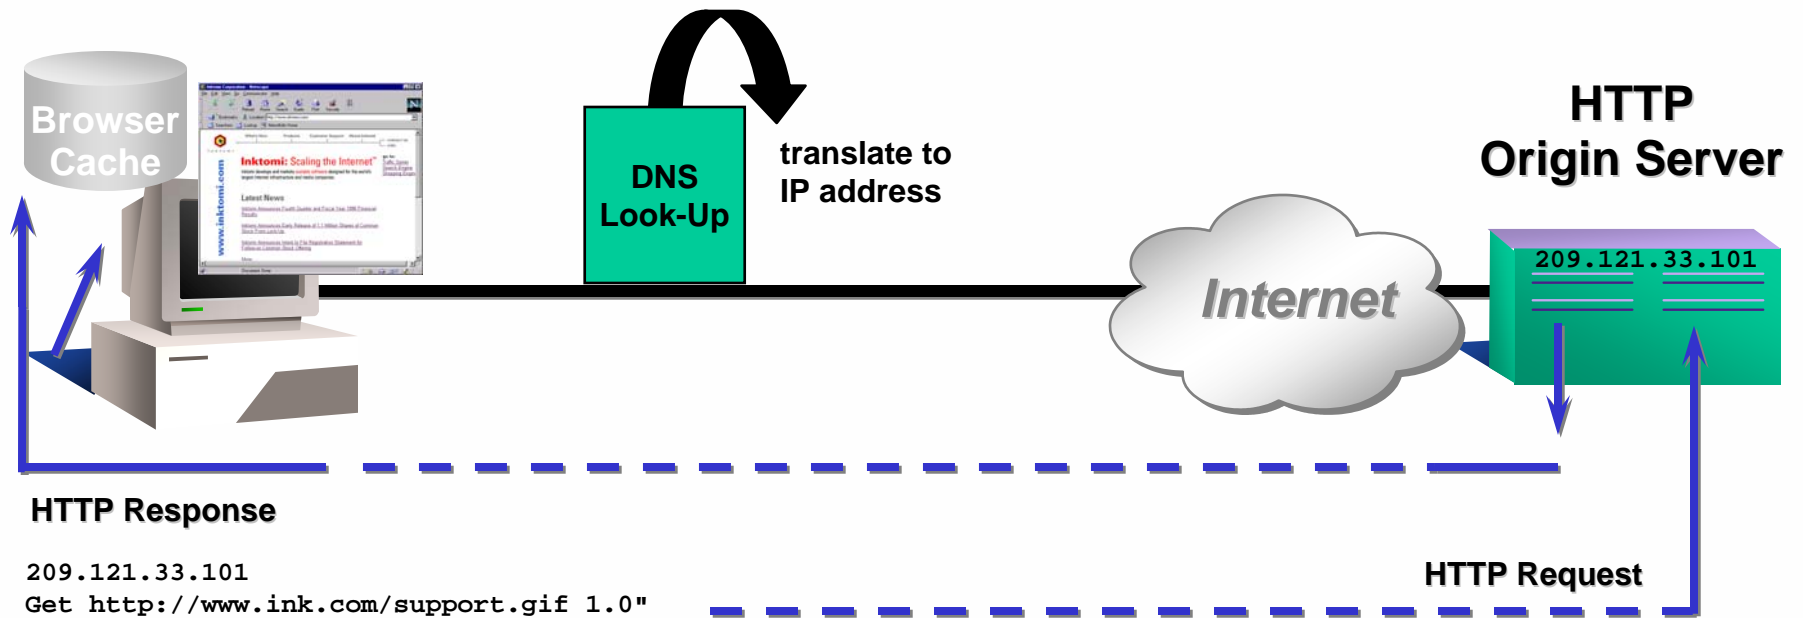 Browser
Cache
Inktomi: Scaling the Internet
www.inktomi.com
Latest News
DNS
Look-Up
translate to
IP address
Internet
HTTP
Origin Server
209.121.33.101
HTTP Response
209.121.33.101
Get http://www.ink.com/support.gif 1.0"
HTTP Request